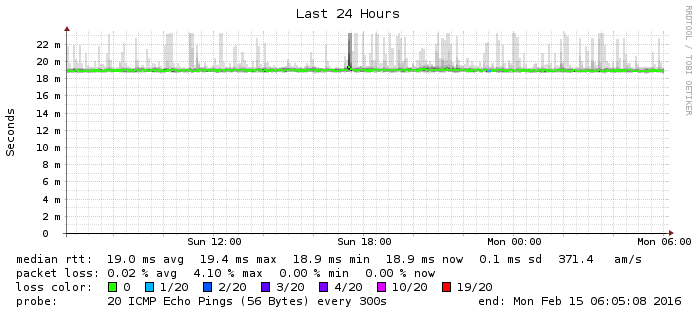 Last 24 Hours
RRDTOOL / TOBI OETIKER
Seconds
22 m
20 m
18 m
16 m
14 m
12 m
10 m
8 m
6 m
4 m
2 m
0
Sun 12:00 Sun 18:00 Mon 00:00 Mon 06:00
median rtt: 19.0 ms avg 19.4 ms max 18.9 ms min 18.9 ms now 0.1 ms sd 371.4 am/s
packet loss: 0.02 % avg 4.10 % max 0.00 % min 0.00 % now
loss color: 0 1/20 2/20 3/20 4/20 10/20 19/20
probe: 20 ICMP Echo Pings (56 Bytes) every 300s end: Mon Feb 15 06:05:08 2016